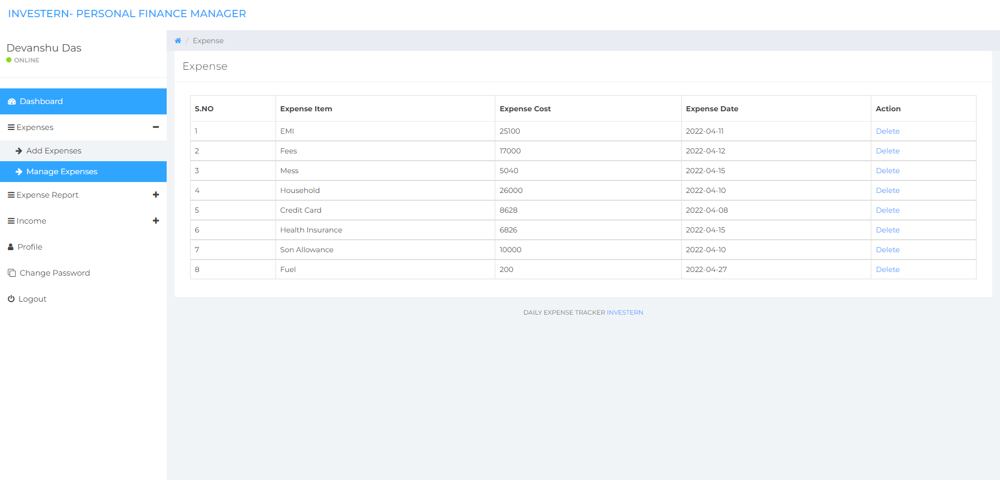 INVESTERN- PERSONAL FINANCE MANAGER
Devanshu Das
ONLINE
Dashboard
Expenses
Add Expenses
Manage Expenses
Expense Report
Income
Profile
Change Password
Logout
/ Expense
Expense
S.NO Expense Item Expense Cost Expense Date Action
1 EMI 25100 2022-04-11 Delete
2 Fees 17000 2022-04-12 Delete
3 Mess 5040 2022-04-15 Delete
4 Household 26000 2022-04-10 Delete
5 Credit Card 8628 2022-04-08 Delete
6 Health Insurance 6826 2022-04-15 Delete
7 Son Allowance 10000 2022-04-10 Delete
8 Fuel 200 2022-04-27 Delete
DAILY EXPENSE TRACKER INVESTERN